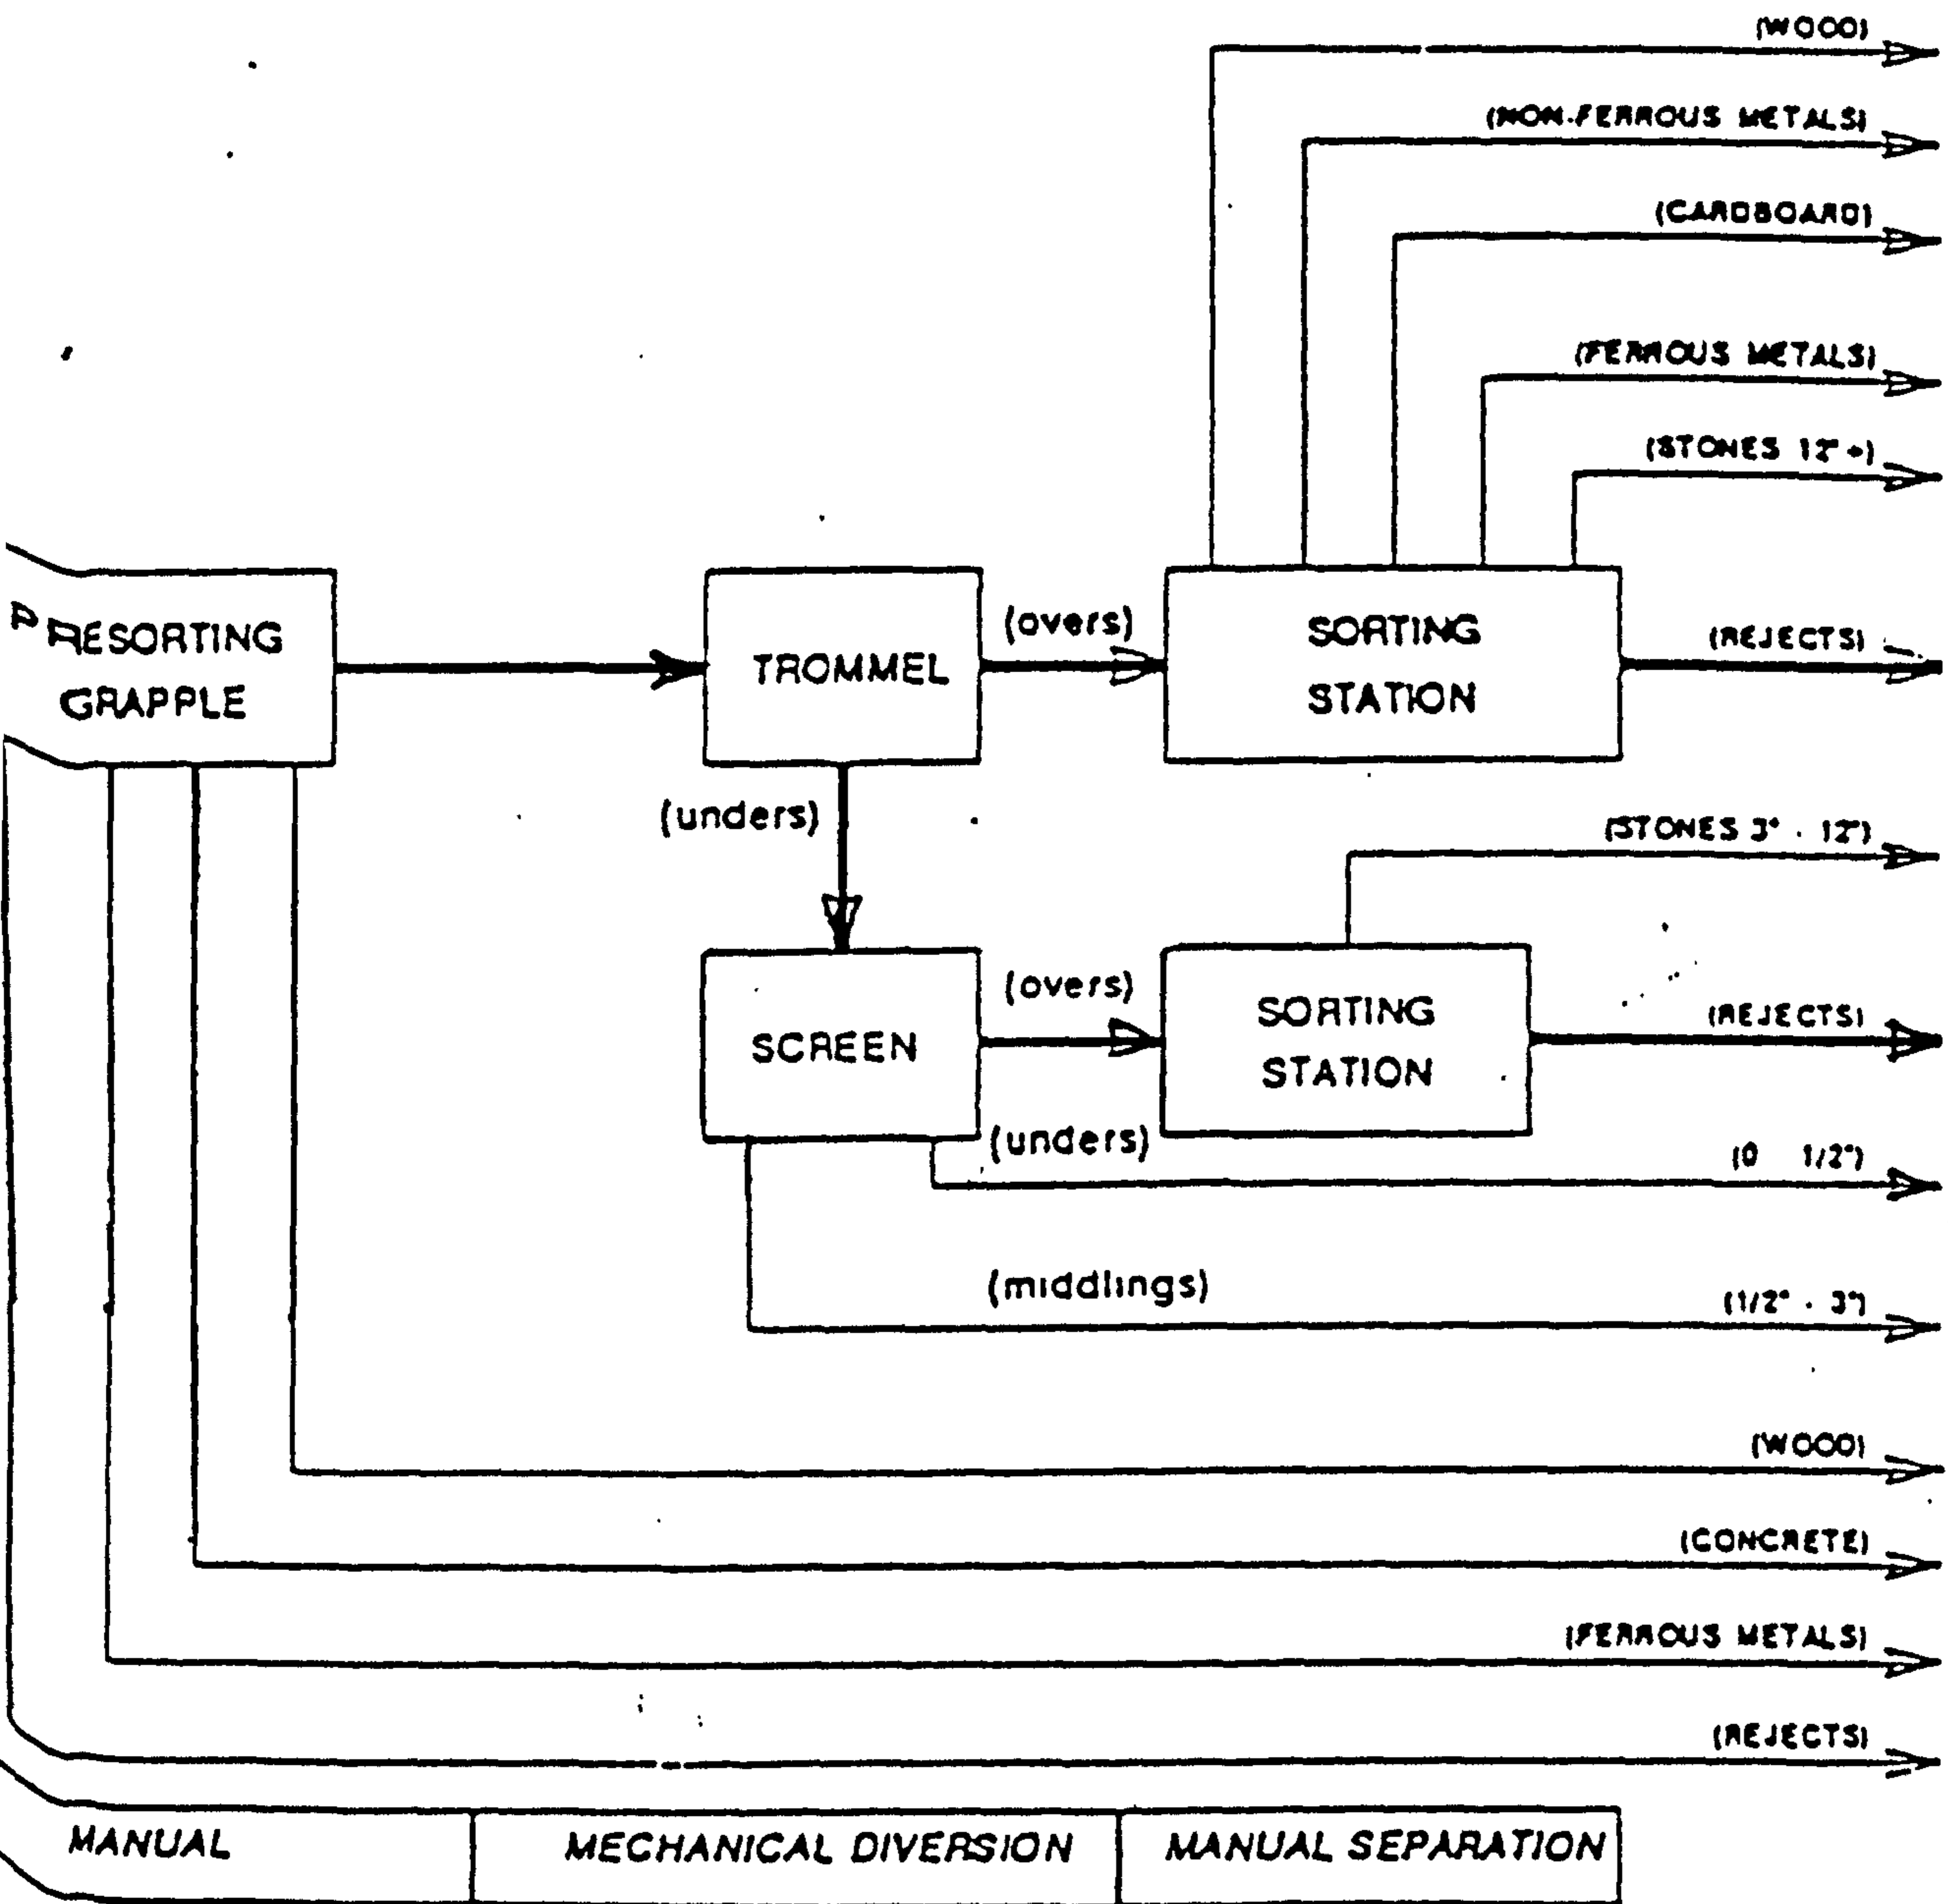 (WOOD)
(NON-FERROUS METALS)
(CARDBOARD)
(FERROUS METALS)
(STONES 12"+)
PRESORTING
GRAPPLE
TROMMEL
(overs)
SORTING
STATION
(REJECTS)
(unders)
(STONES 3" - 12")
SCREEN
(overs)
SORTING
STATION
(REJECTS)
(unders)
(0 1/2")
(middlings)
(1/2" - 3")
(WOOD)
(CONCRETE)
(FERROUS METALS)
(REJECTS)
MANUAL
MECHANICAL DIVERSION
MANUAL SEPARATION